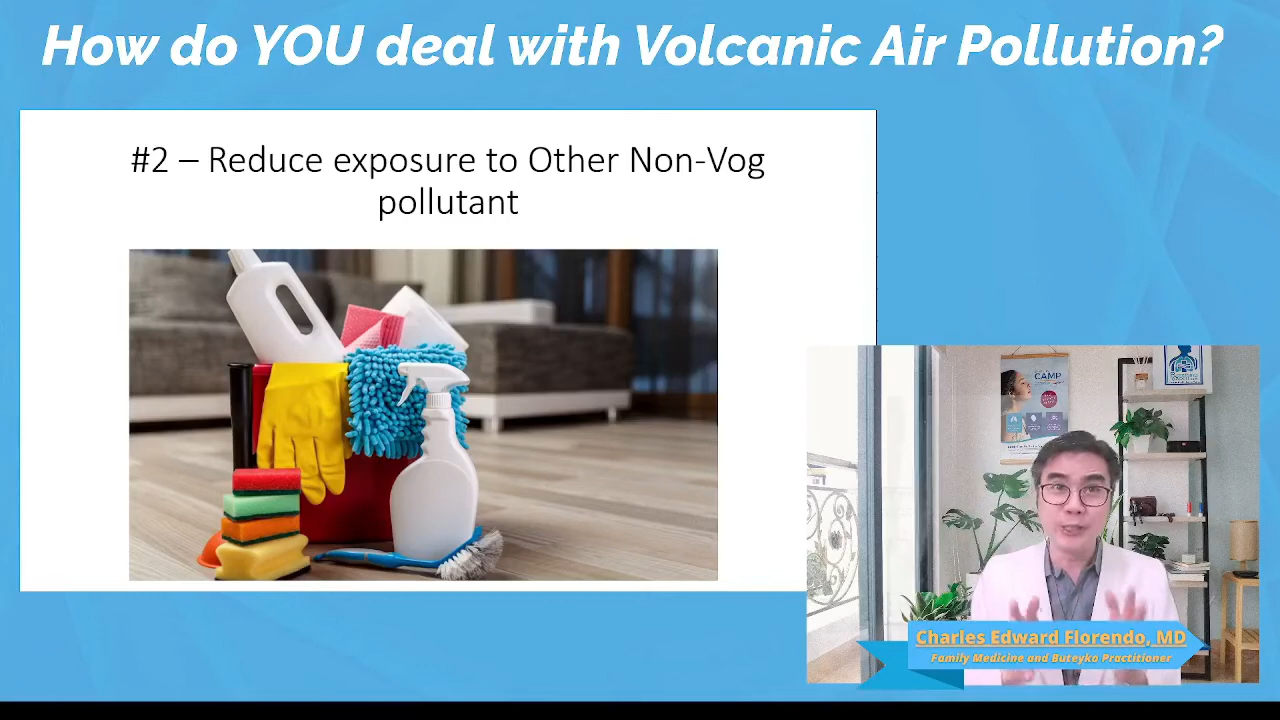 How do YOU deal with Volcanic Air Pollution?
#2 – Reduce exposure to Other Non-Vog
pollutant
CAMP
Charles Edward Florendo, MD
Family Medicine and Buteyko Practitioner